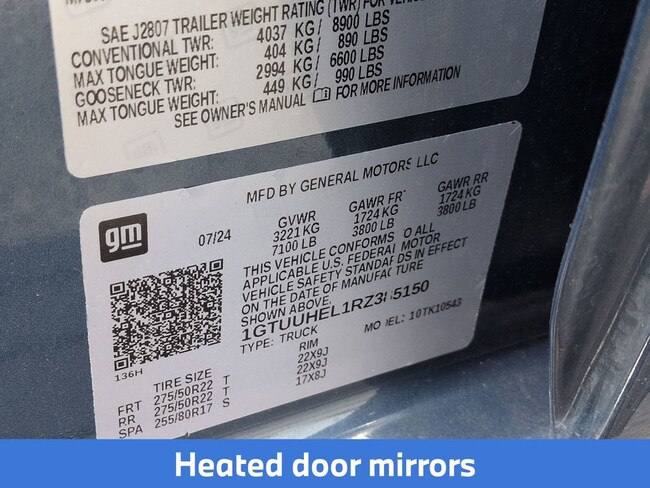 SAE J2807 TRAILER WEIGHT RATING (TWR) FOR
CONVENTIONAL TWR: 4037 KG / 8900 LBS
MAX TONGUE WEIGHT: 404 KG / 890 LBS
GOOSENECK TWR: 2994 KG / 6600 LBS
MAX TONGUE WEIGHT: 449 KG / 990 LBS
SEE OWNER'S MANUAL FOR MORE INFORMATION
MFD BY GENERAL MOTORS LLC
gm
07/24
GVWR GAWR FR GAWR RR
3221 KG 1724 KG 1724 KG
7100 LB 3800 LB 3800 LB
THIS VEHICLE CONFORMS O ALL
APPLICABLE U.S. FEDERAL MOTOR
VEHICLE SAFETY STANDARDS IN EFFECT
ON THE DATE OF MANUFACTURE
SHOWN ABOVE.
1GTUUHEL1RZ3 5150
TYPE: TRUCK MODEL: 10TK10543
136H
TIRE SIZE RIM
FRT 275/50R22 T 22X9J
RR 275/50R22 T 22X9J
SPA 255/80R17 S 17X8J
Heated door mirrors